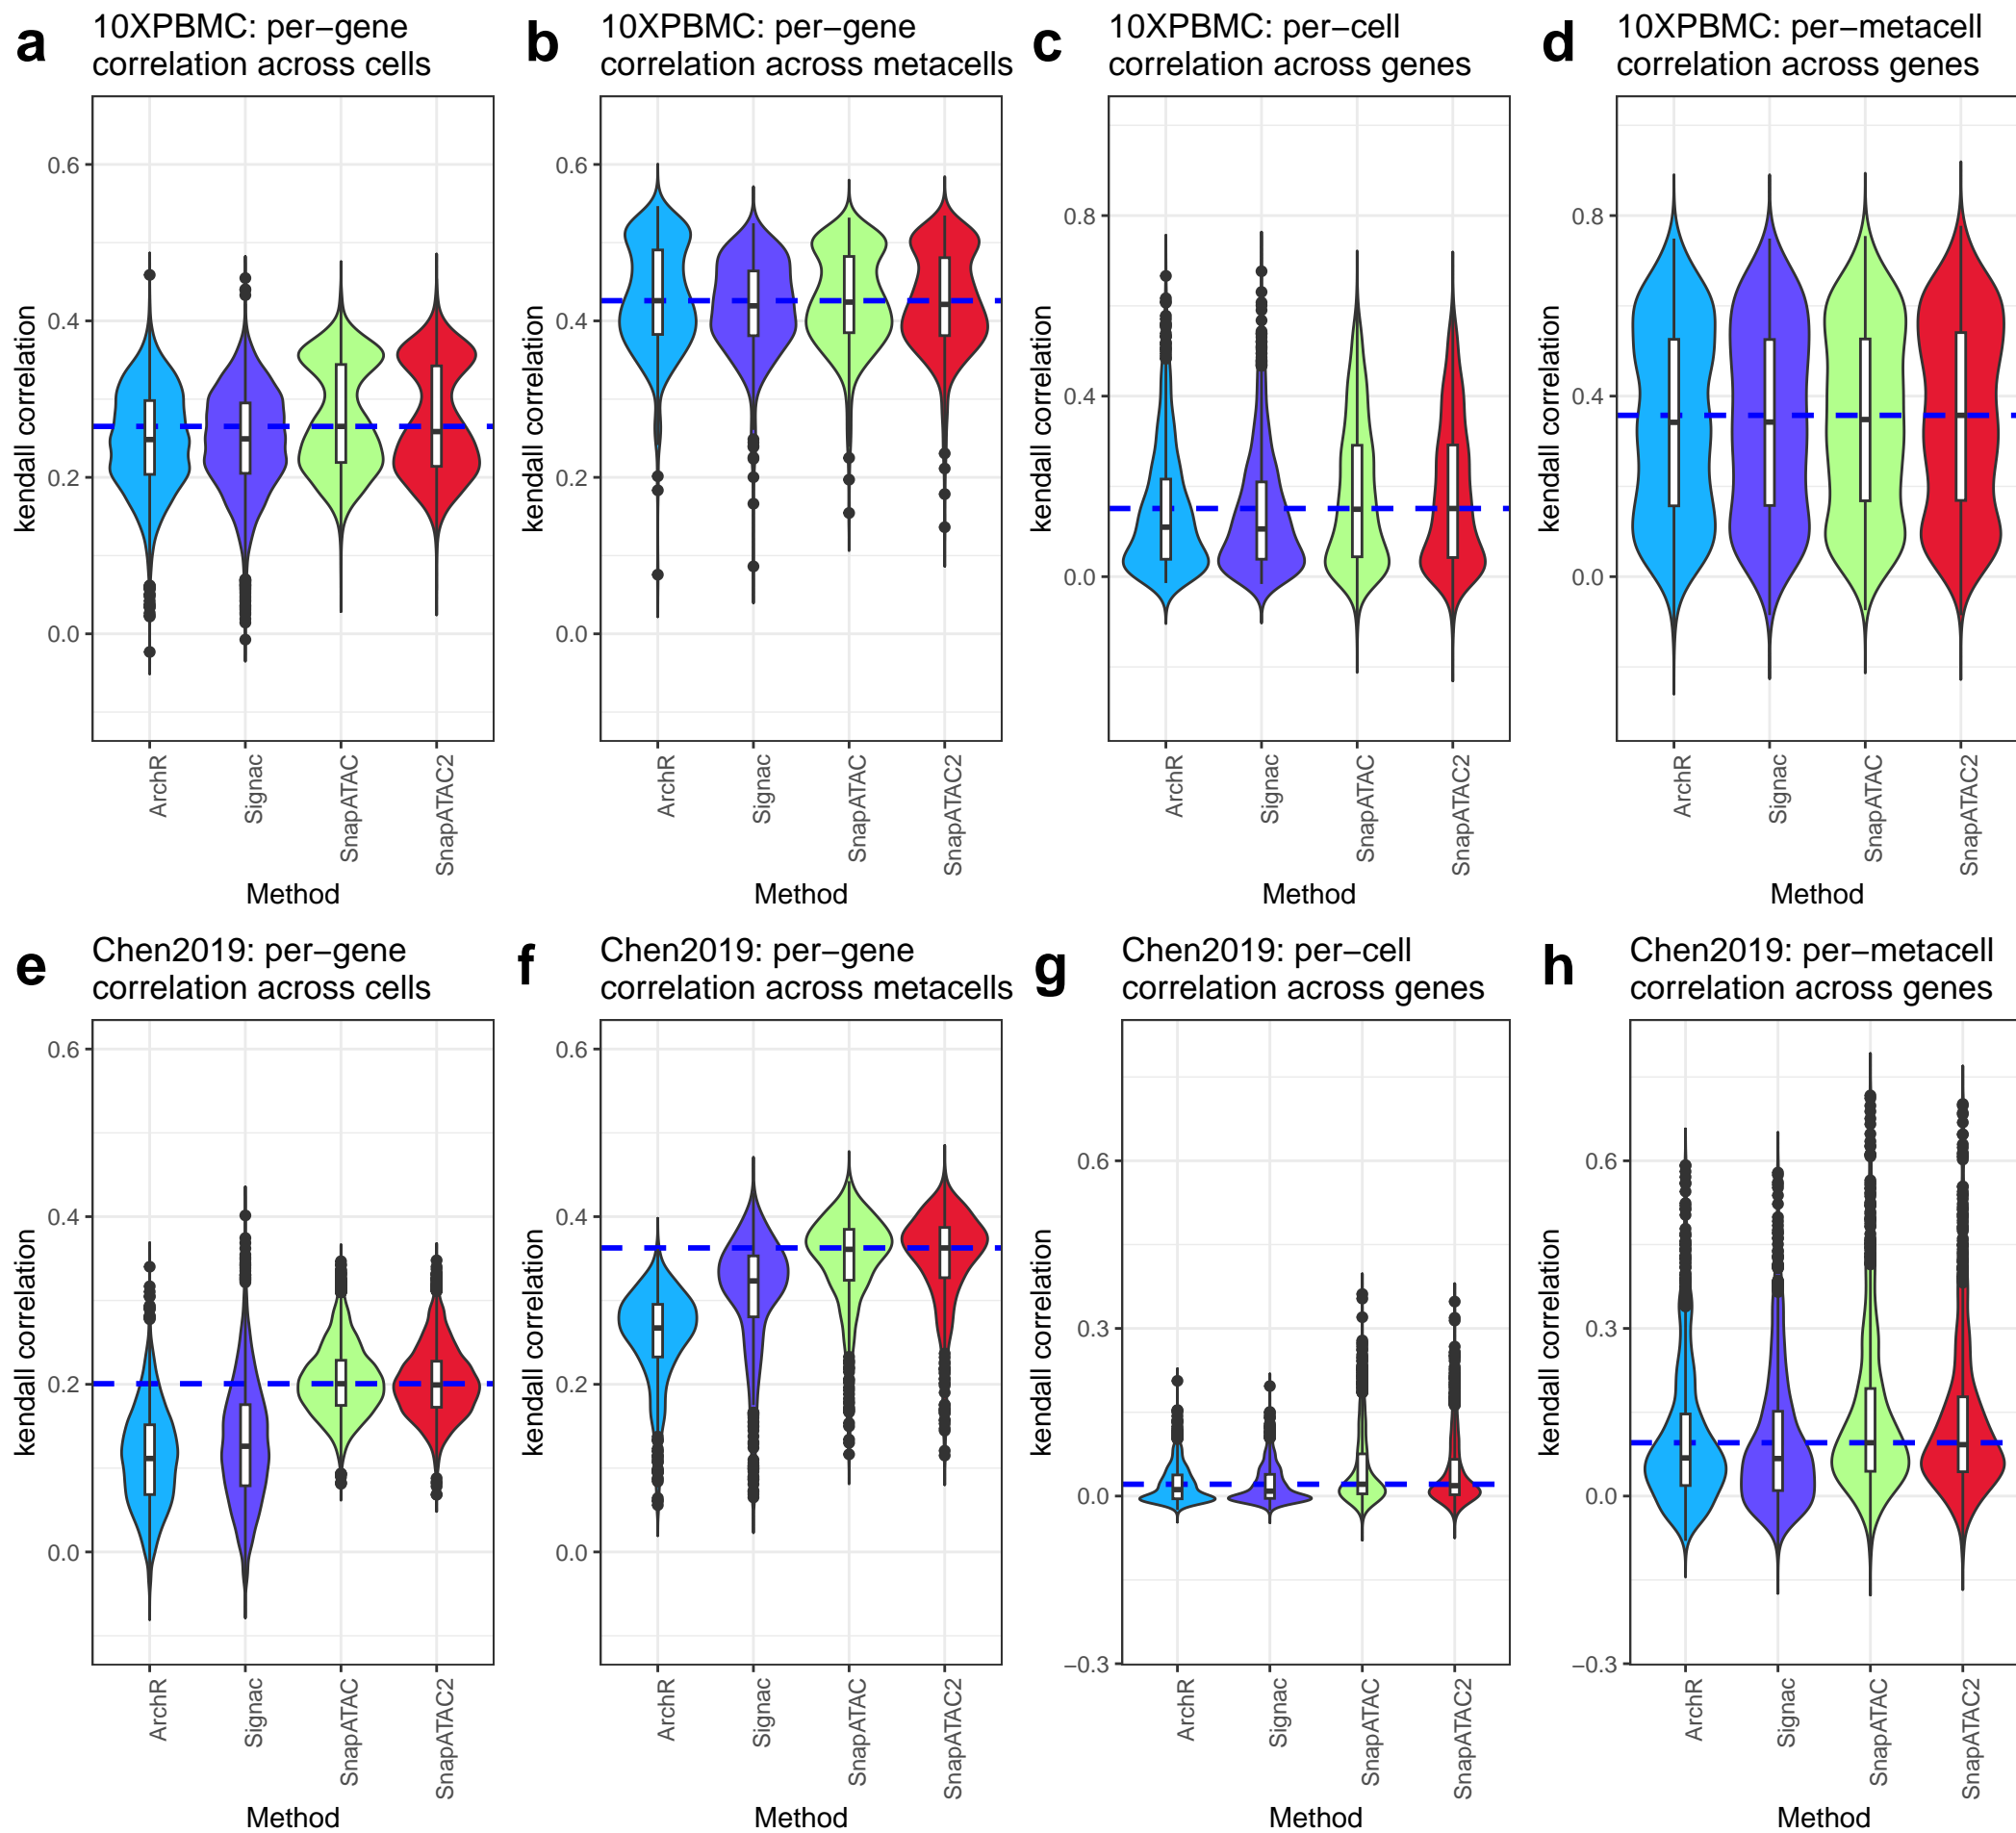 a
10XPBMC: per−gene
correlation across cells
kendall correlation
0.6
0.4
0.2
0.0
ArchR
Signac
SnapATAC
SnapATAC2
Method
b
10XPBMC: per−gene
correlation across metacells
kendall correlation
0.6
0.4
0.2
0.0
ArchR
Signac
SnapATAC
SnapATAC2
Method
c
10XPBMC: per−cell
correlation across genes
kendall correlation
0.8
0.4
0.0
ArchR
Signac
SnapATAC
SnapATAC2
Method
d
10XPBMC: per−metacell
correlation across genes
kendall correlation
0.8
0.4
0.0
ArchR
Signac
SnapATAC
SnapATAC2
Method
e
Chen2019: per−gene
correlation across cells
kendall correlation
0.6
0.4
0.2
0.0
ArchR
Signac
SnapATAC
SnapATAC2
Method
f
Chen2019: per−gene
correlation across metacells
kendall correlation
0.6
0.4
0.2
0.0
ArchR
Signac
SnapATAC
SnapATAC2
Method
g
Chen2019: per−cell
correlation across genes
kendall correlation
0.6
0.3
0.0
−0.3
ArchR
Signac
SnapATAC
SnapATAC2
Method
h
Chen2019: per−metacell
correlation across genes
kendall correlation
0.6
0.3
0.0
−0.3
ArchR
Signac
SnapATAC
SnapATAC2
Method